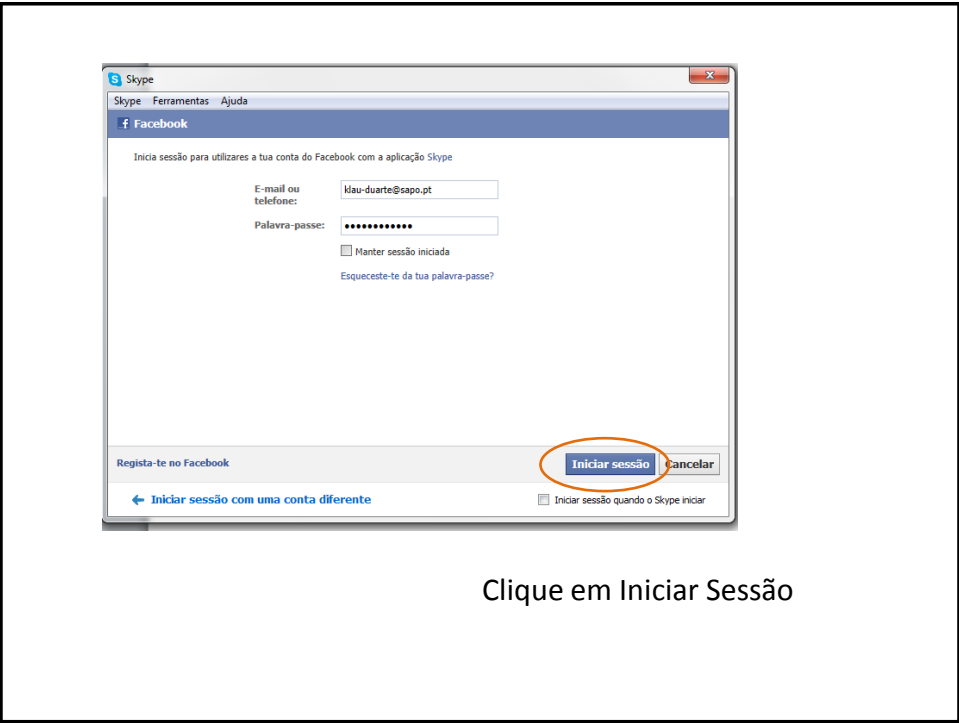 Skype
Skype Ferramentas Ajuda
Facebook
Inicia sessão para utilizares a tua conta do Facebook com a aplicação Skype
E-mail ou telefone:
klau-duarte@sapo.pt
Palavra-passe:
••••••••••••
Manter sessão iniciada
Esqueceste-te da tua palavra-passe?
Regista-te no Facebook
Iniciar sessão
Cancelar
Iniciar sessão com uma conta diferente
Iniciar sessão quando o Skype iniciar
Clique em Iniciar Sessão